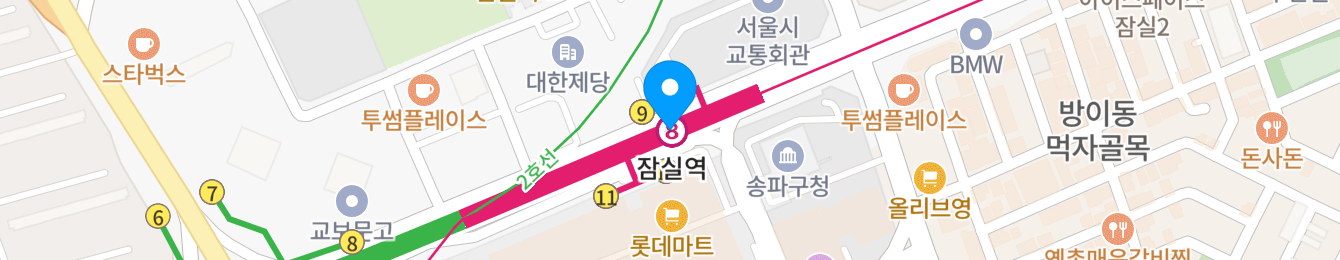 잠실2
서울시
교통회관
스타벅스
대한제당
BMW
투썸플레이스
9
8
투썸플레이스
방이동
먹자골목
돈사돈
2호선
잠실역
송파구청
7
11
올리브영
6
교보문고
8
롯데마트